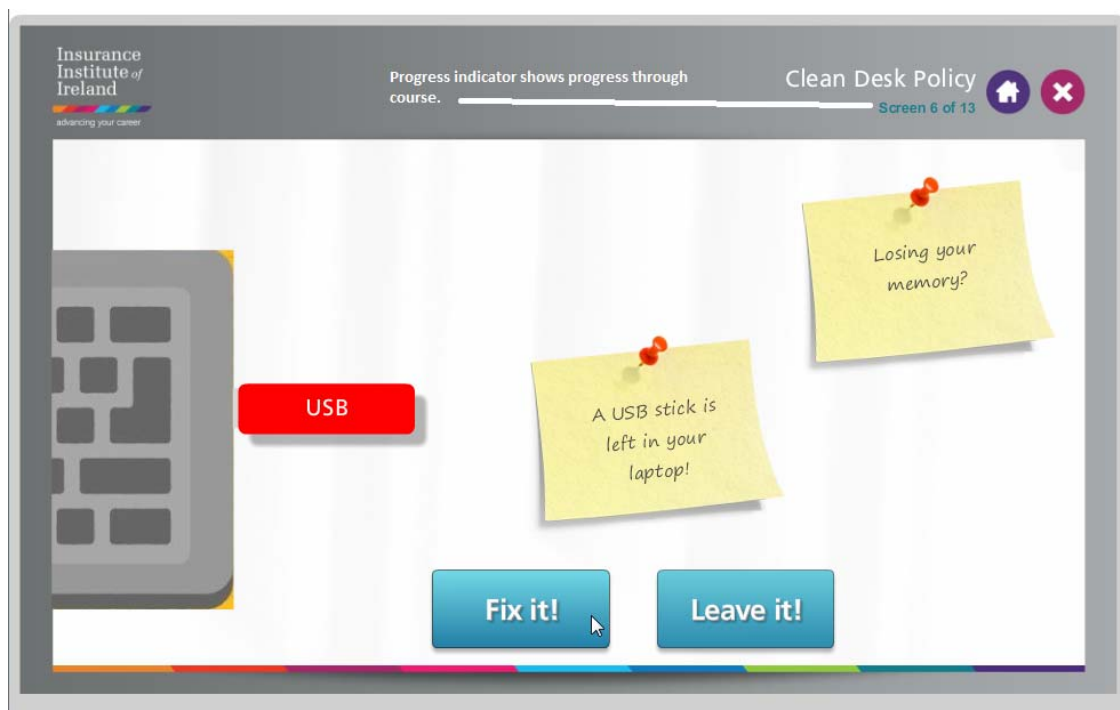 Insurance
Institute of
Ireland
advancing your career
Progress indicator shows progress through
course.
Clean Desk Policy
Screen 6 of 13
Losing your
memory?
USB
A USB stick is
left in your
laptop!
Fix it!
Leave it!